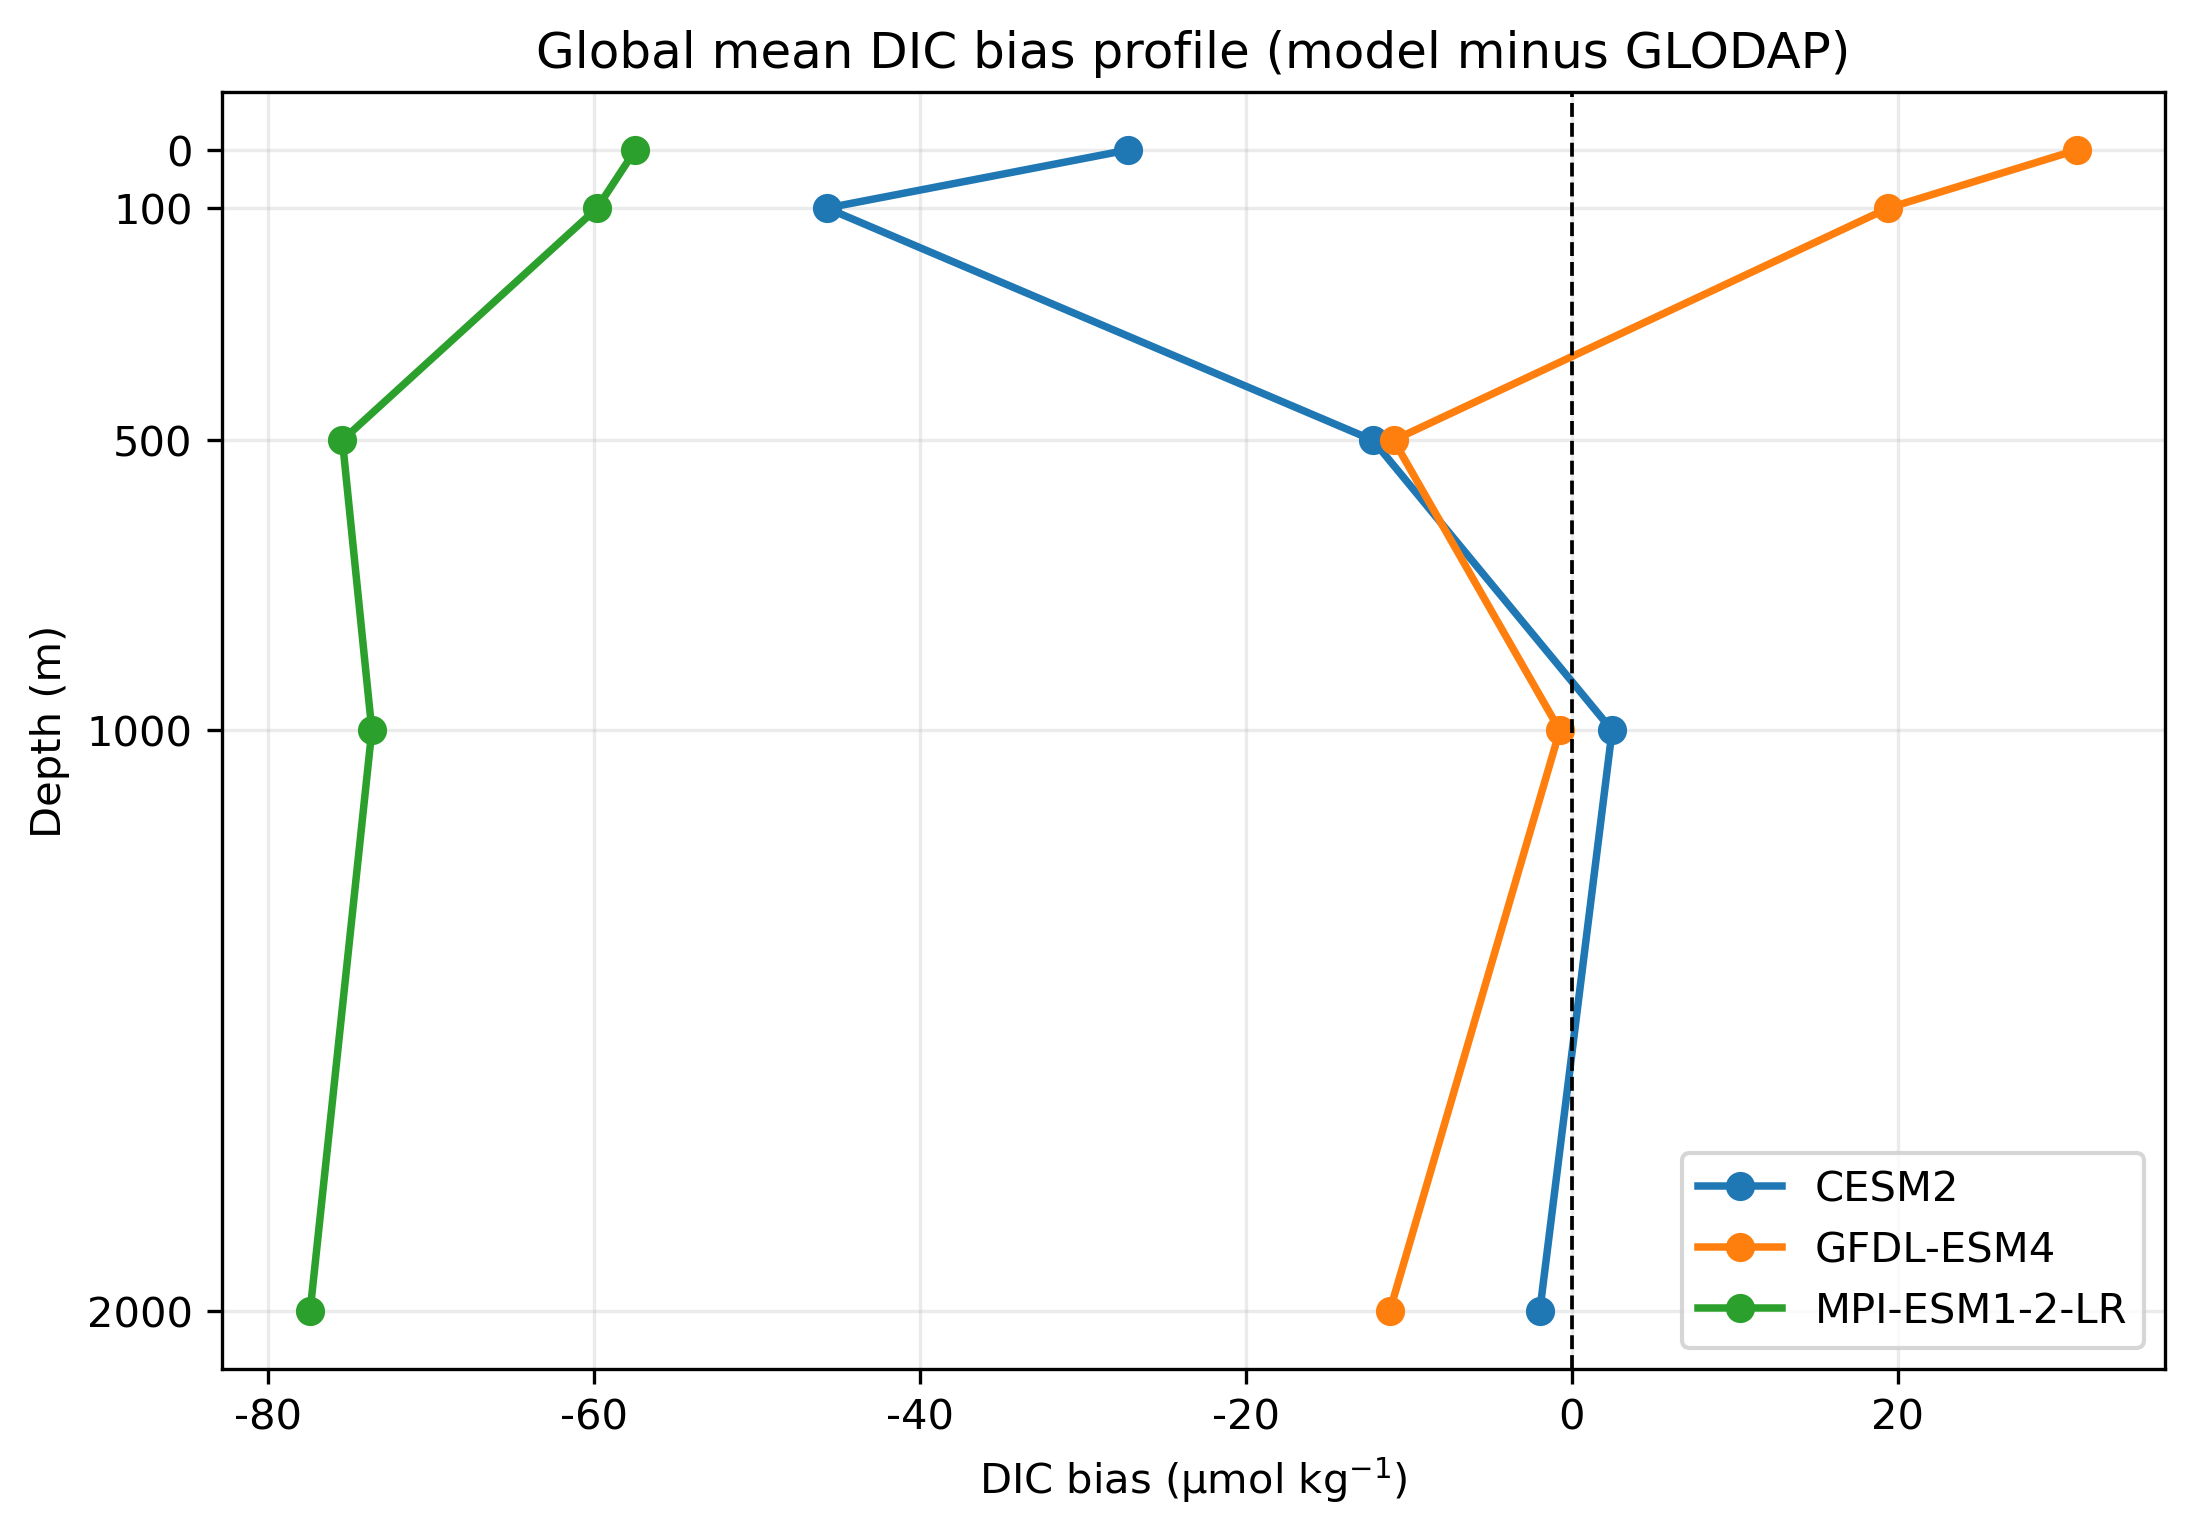 Global mean DIC bias profile (model minus GLODAP)
0
100
500
1000
2000
Depth (m)
-80
-60
-40
-20
0
20
DIC bias (µmol kg⁻¹)
CESM2
GFDL-ESM4
MPI-ESM1-2-LR